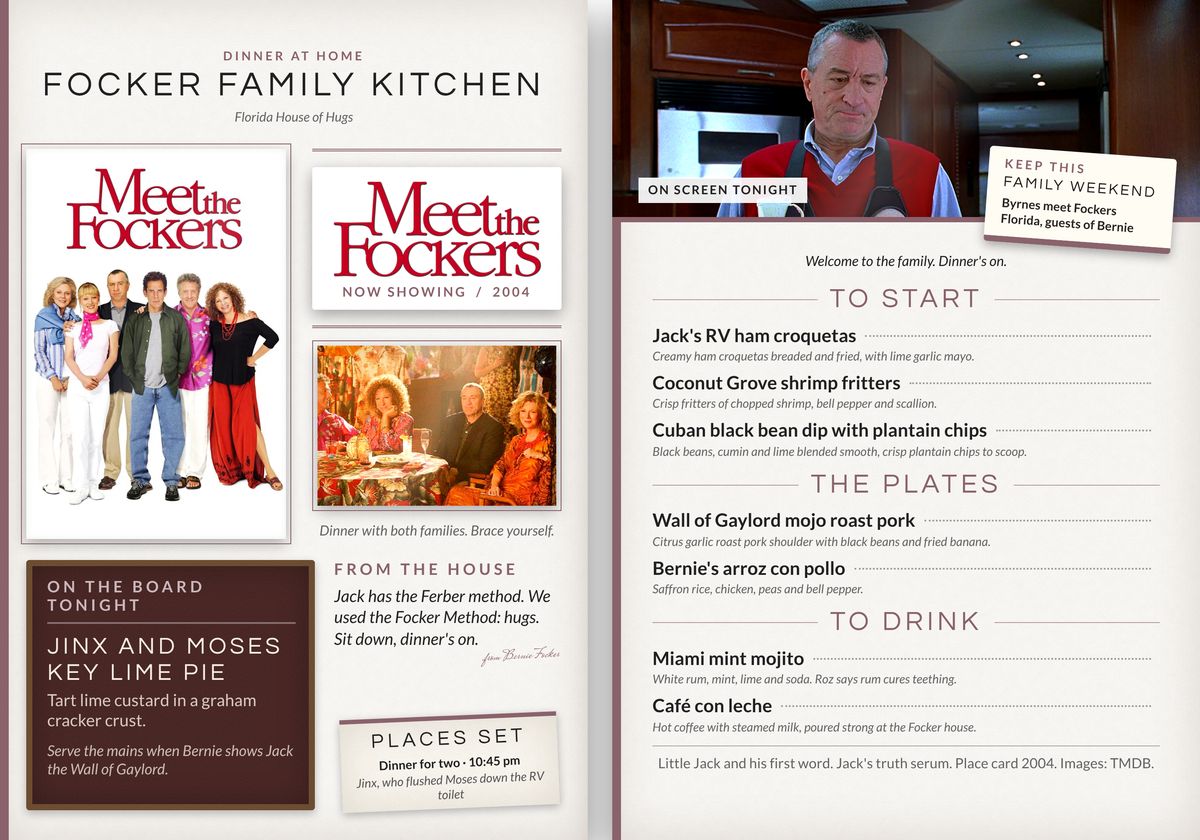 DINNER AT HOME
FOCKER FAMILY KITCHEN
Florida House of Hugs
Meet the
Fockers
Meet the
Fockers
NOW SHOWING / 2004
Dinner with both families. Brace yourself.
ON THE BOARD
TONIGHT
JINX AND MOSES
KEY LIME PIE
Tart lime custard in a graham
cracker crust.
Serve the mains when Bernie shows Jack
the Wall of Gaylord.
FROM THE HOUSE
Jack has the Ferber method. We
used the Focker Method: hugs.
Sit down, dinner's on.
from Bernie Focker
PLACES SET
Dinner for two · 10:45 pm
Jinx, who flushed Moses down the RV
toilet
ON SCREEN TONIGHT
KEEP THIS
FAMILY WEEKEND
Byrnes meet Fockers
Florida, guests of Bernie
Welcome to the family. Dinner's on.
TO START
Jack's RV ham croquetas
Creamy ham croquetas breaded and fried, with lime garlic mayo.
Coconut Grove shrimp fritters
Crisp fritters of chopped shrimp, bell pepper and scallion.
Cuban black bean dip with plantain chips
Black beans, cumin and lime blended smooth, crisp plantain chips to scoop.
THE PLATES
Wall of Gaylord mojo roast pork
Citrus garlic roast pork shoulder with black beans and fried banana.
Bernie's arroz con pollo
Saffron rice, chicken, peas and bell pepper.
TO DRINK
Miami mint mojito
White rum, mint, lime and soda. Roz says rum cures teething.
Café con leche
Hot coffee with steamed milk, poured strong at the Focker house.
Little Jack and his first word. Jack's truth serum. Place card 2004. Images: TMDB.